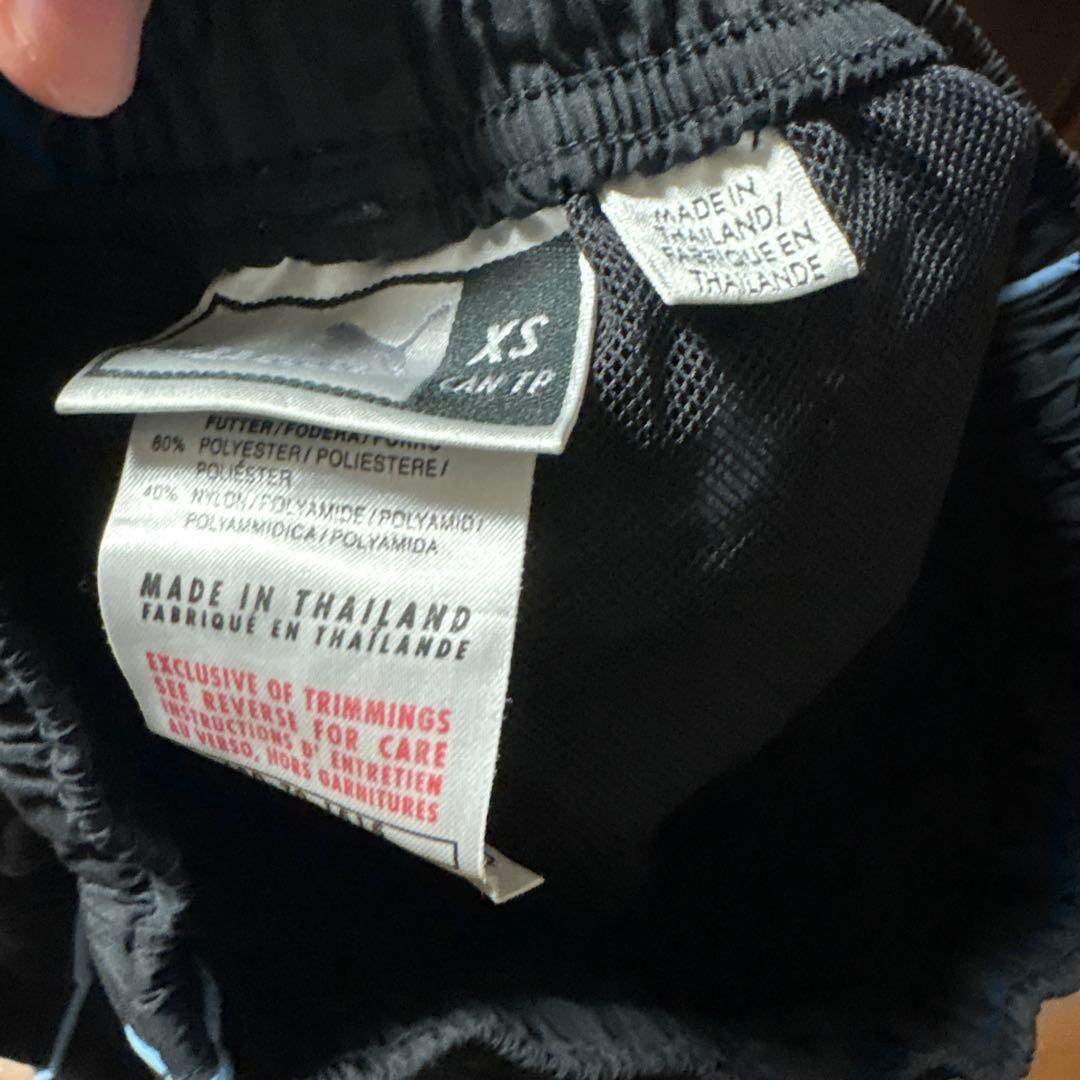 MADE IN
THAILAND/
FABRIQUE EN
THAILANDE
XS
CAN TP
FUTTER/FODERA/FORRO
60% POLYESTER/POLIESTERE/
POLIÉSTER
40% NYLON/POLYAMIDE/POLYAMID/
POLYAMMIDICA/POLYAMIDA
MADE IN THAILAND
FABRIQUÉ EN THAÏLANDE
EXCLUSIVE OF TRIMMINGS
SEE REVERSE FOR CARE
INSTRUCTIONS D' ENTRETIEN
AU VERSO, HORS GARNITURES